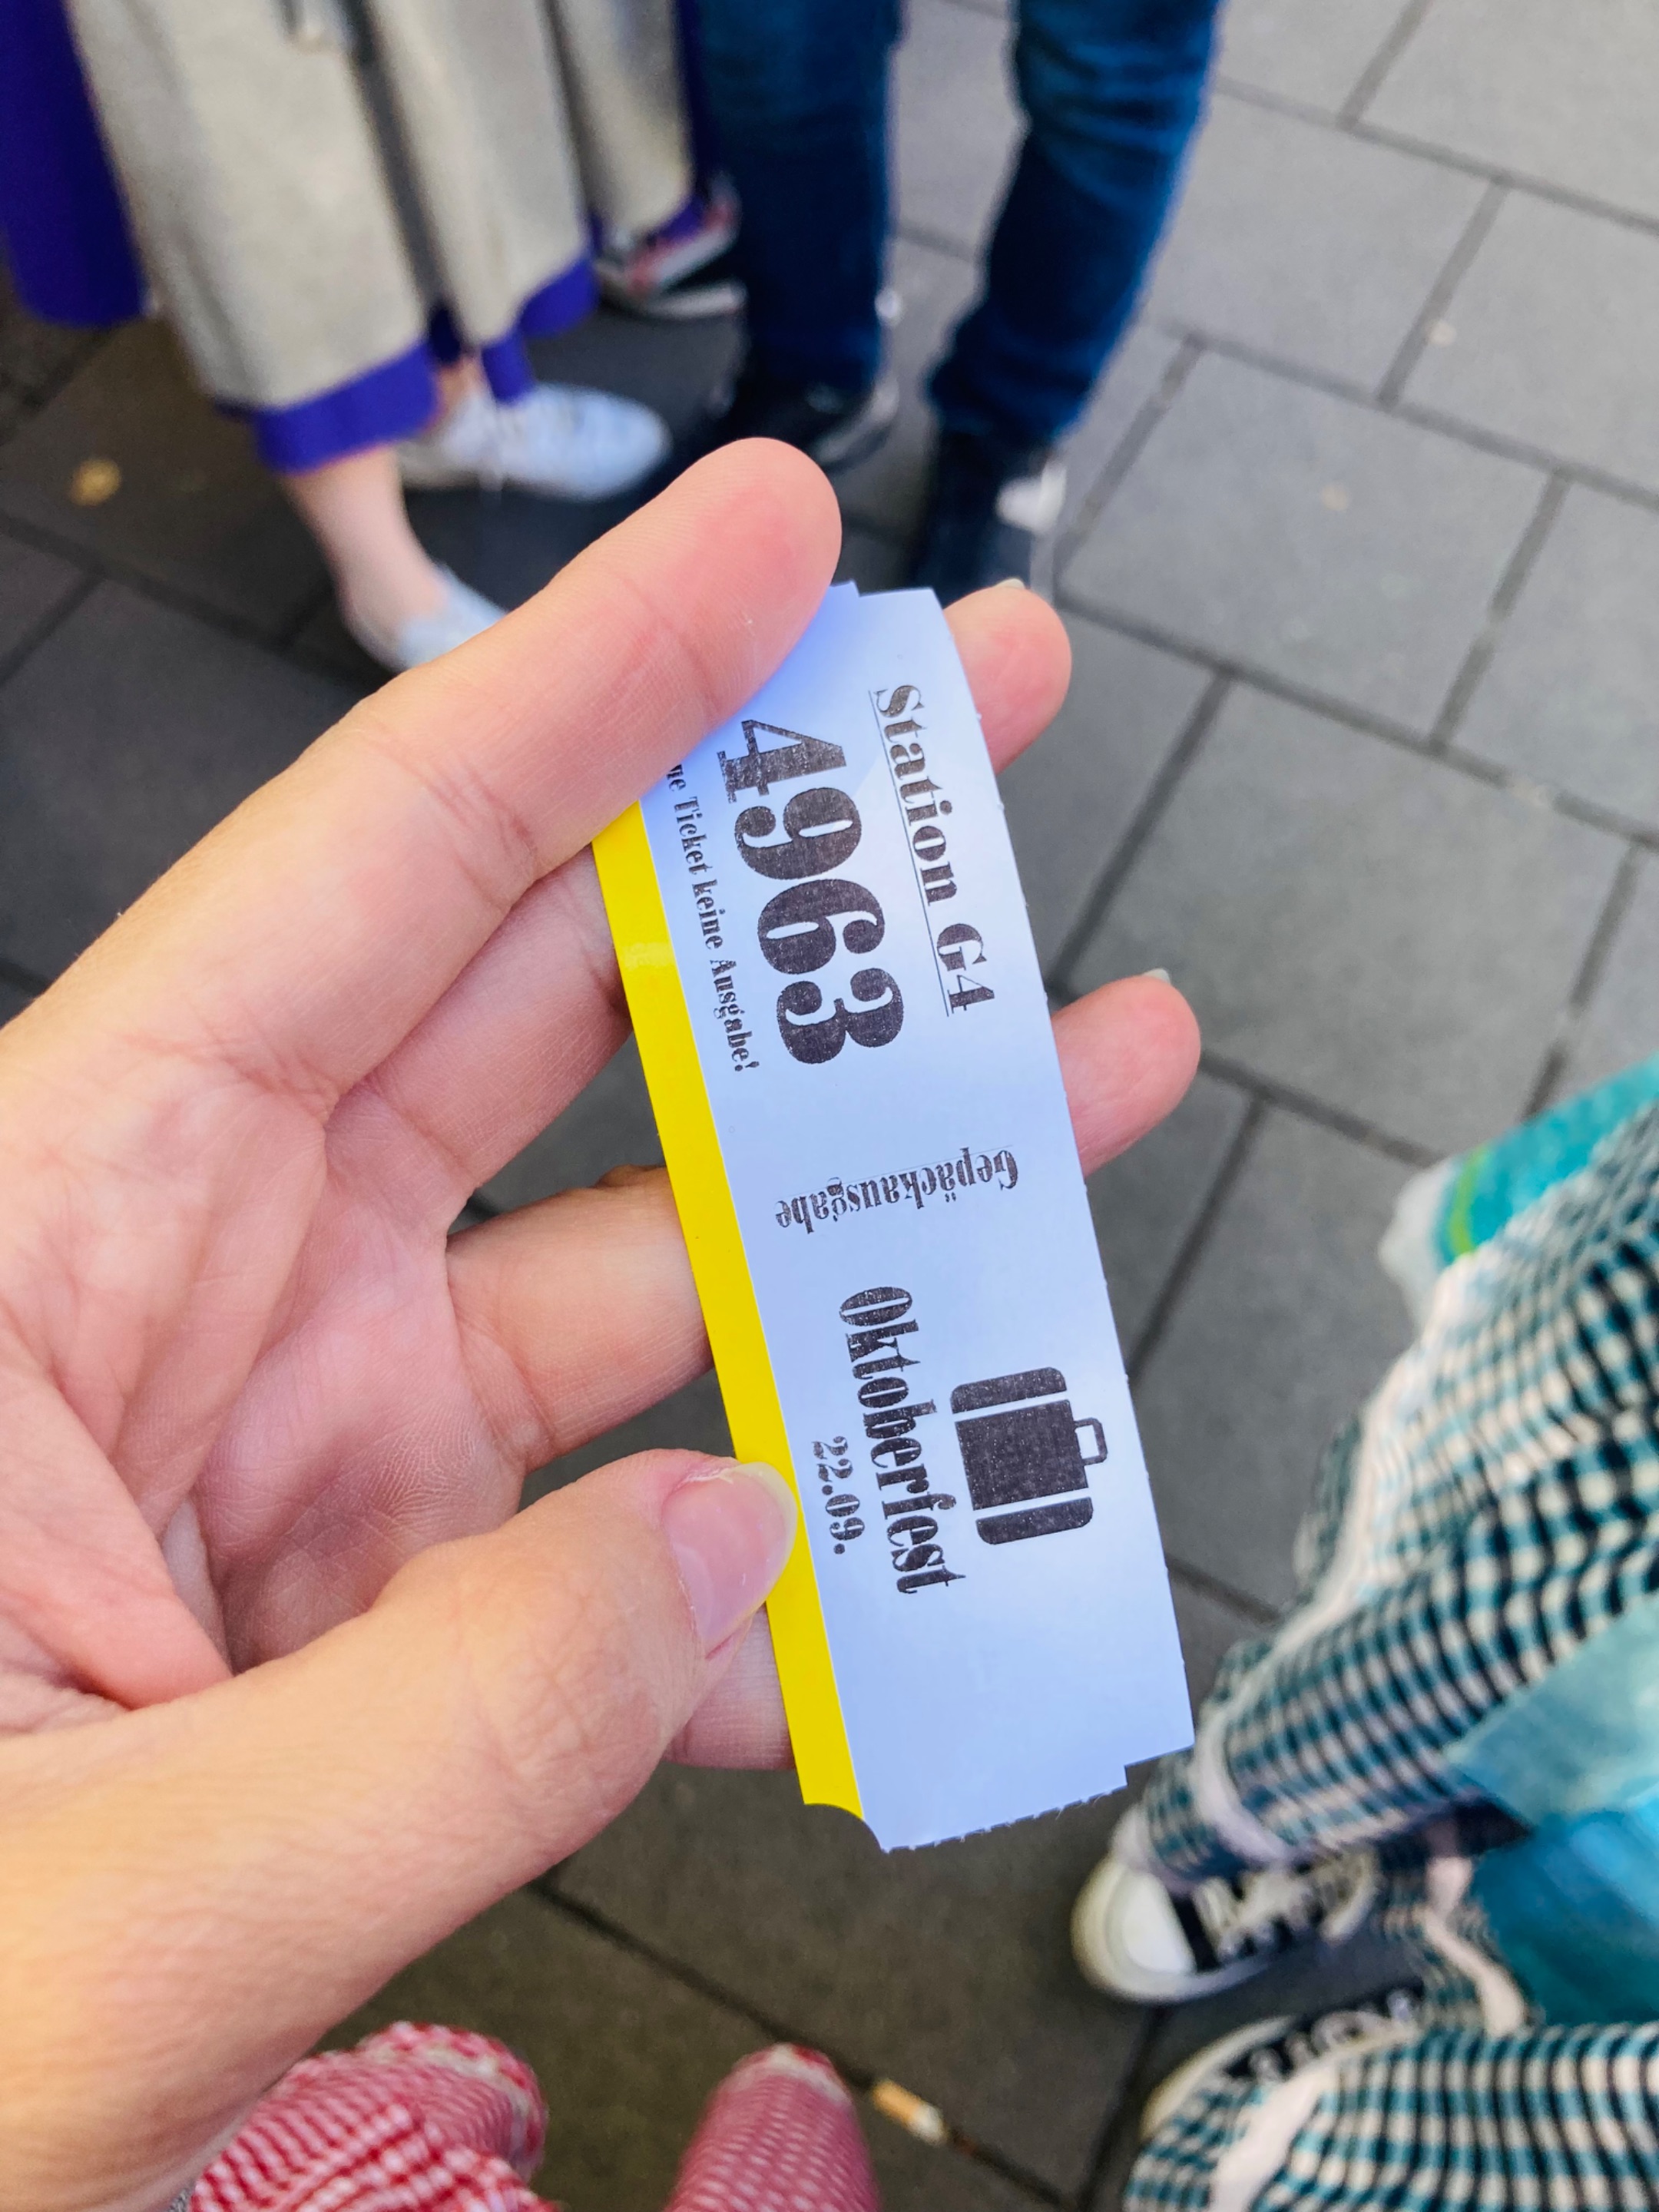 Station G4
4963
Ticket keine Ausgabe!
Gepäckausgabe
Oktoberfest
22.09.